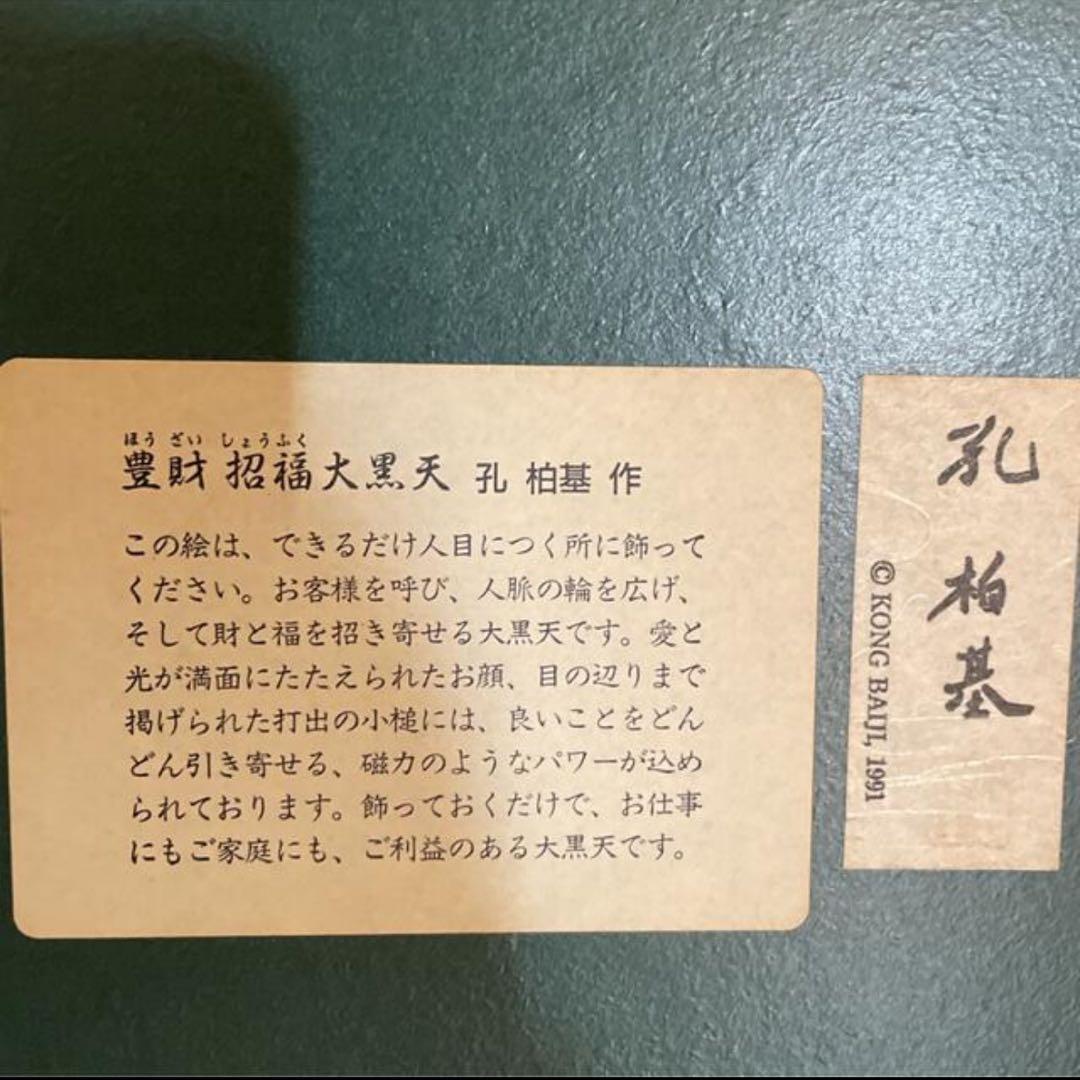 ほう ざい しょうふく
豊財 招福大黒天 孔 柏基 作
この絵は、できるだけ人目につく所に飾って
ください。お客様を呼び、人脈の輪を広げ、
そして財と福を招き寄せる大黒天です。愛と
光が満面にたたえられたお顔、目の辺りまで
掲げられた打出の小槌には、良いことをどん
どん引き寄せる、磁力のようなパワーが込め
られております。飾っておくだけで、お仕事
にもご家庭にも、ご利益のある大黒天です。
孔 柏基
© KONG BAIJI, 1991